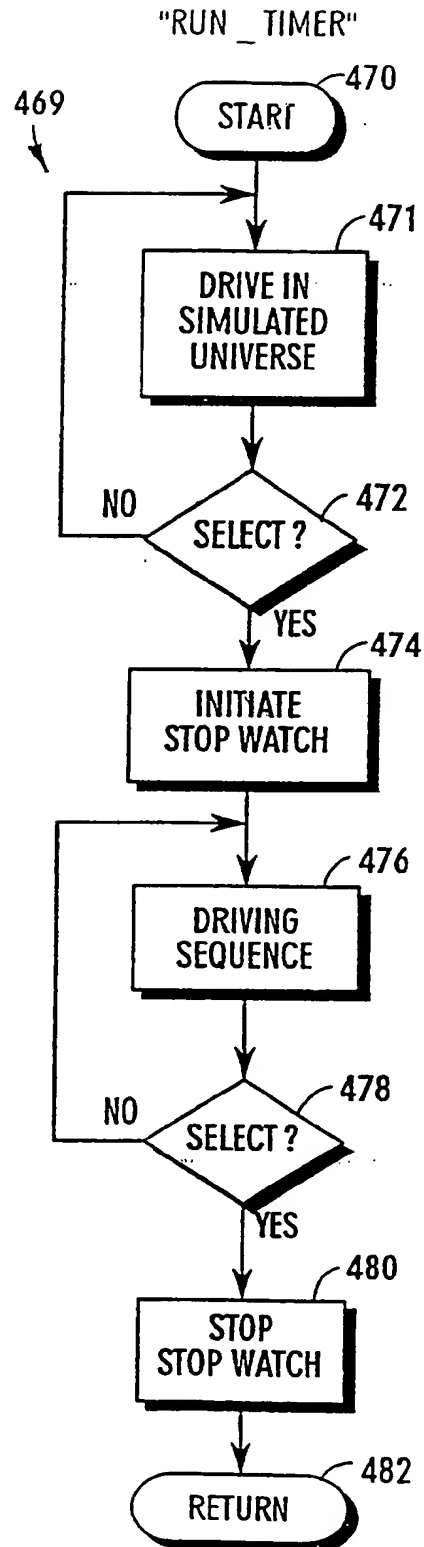 "RUN _ TIMER"
470
469
START
471
DRIVE IN
SIMULATED
UNIVERSE
NO
472
SELECT ?
YES
474
INITIATE
STOP WATCH
476
DRIVING
SEQUENCE
NO
478
SELECT ?
YES
480
STOP
STOP WATCH
482
RETURN